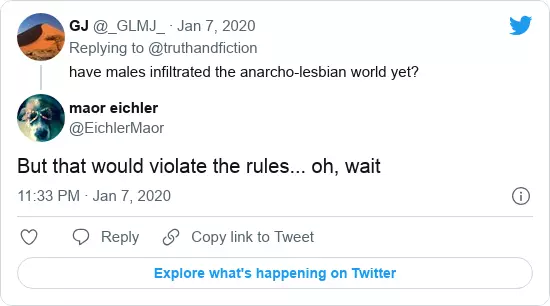 GJ @_GLMJ_ · Jan 7, 2020
Replying to @truthandfiction
have males infiltrated the anarcho-lesbian world yet?
maor eichler
@EichlerMaor
But that would violate the rules... oh, wait
11:33 PM · Jan 7, 2020
Reply Copy link to Tweet
Explore what's happening on Twitter